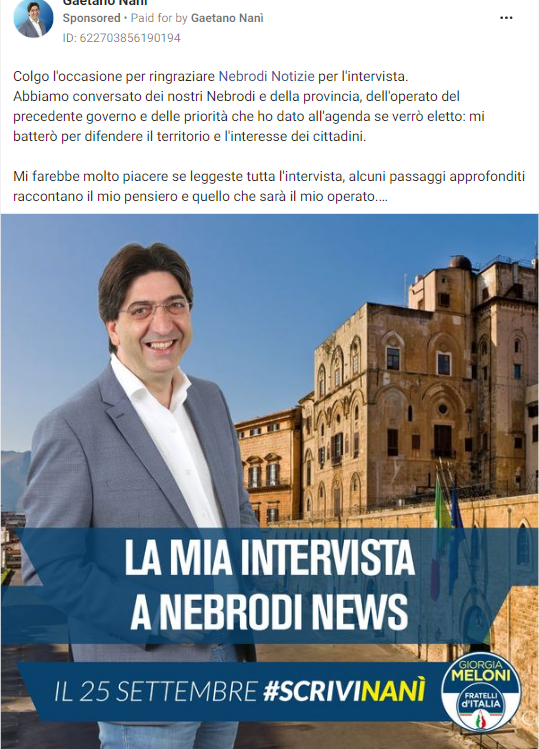 Gaetano Nanì
Sponsored • Paid for by Gaetano Nanì
ID: 622703856190194
Colgo l'occasione per ringraziare Nebrodi Notizie per l'intervista.
Abbiamo conversato dei nostri Nebrodi e della provincia, dell'operato del
precedente governo e delle priorità che ho dato all'agenda se verrò eletto: mi
batterò per difendere il territorio e l'interesse dei cittadini.
Mi farebbe molto piacere se leggeste tutta l'intervista, alcuni passaggi approfonditi
raccontano il mio pensiero e quello che sarà il mio operato....
LA MIA INTERVISTA
A NEBRODI NEWS
IL 25 SETTEMBRE #SCRIVINANÌ
GIORGIA
MELONI
FRATELLI
d'ITALIA